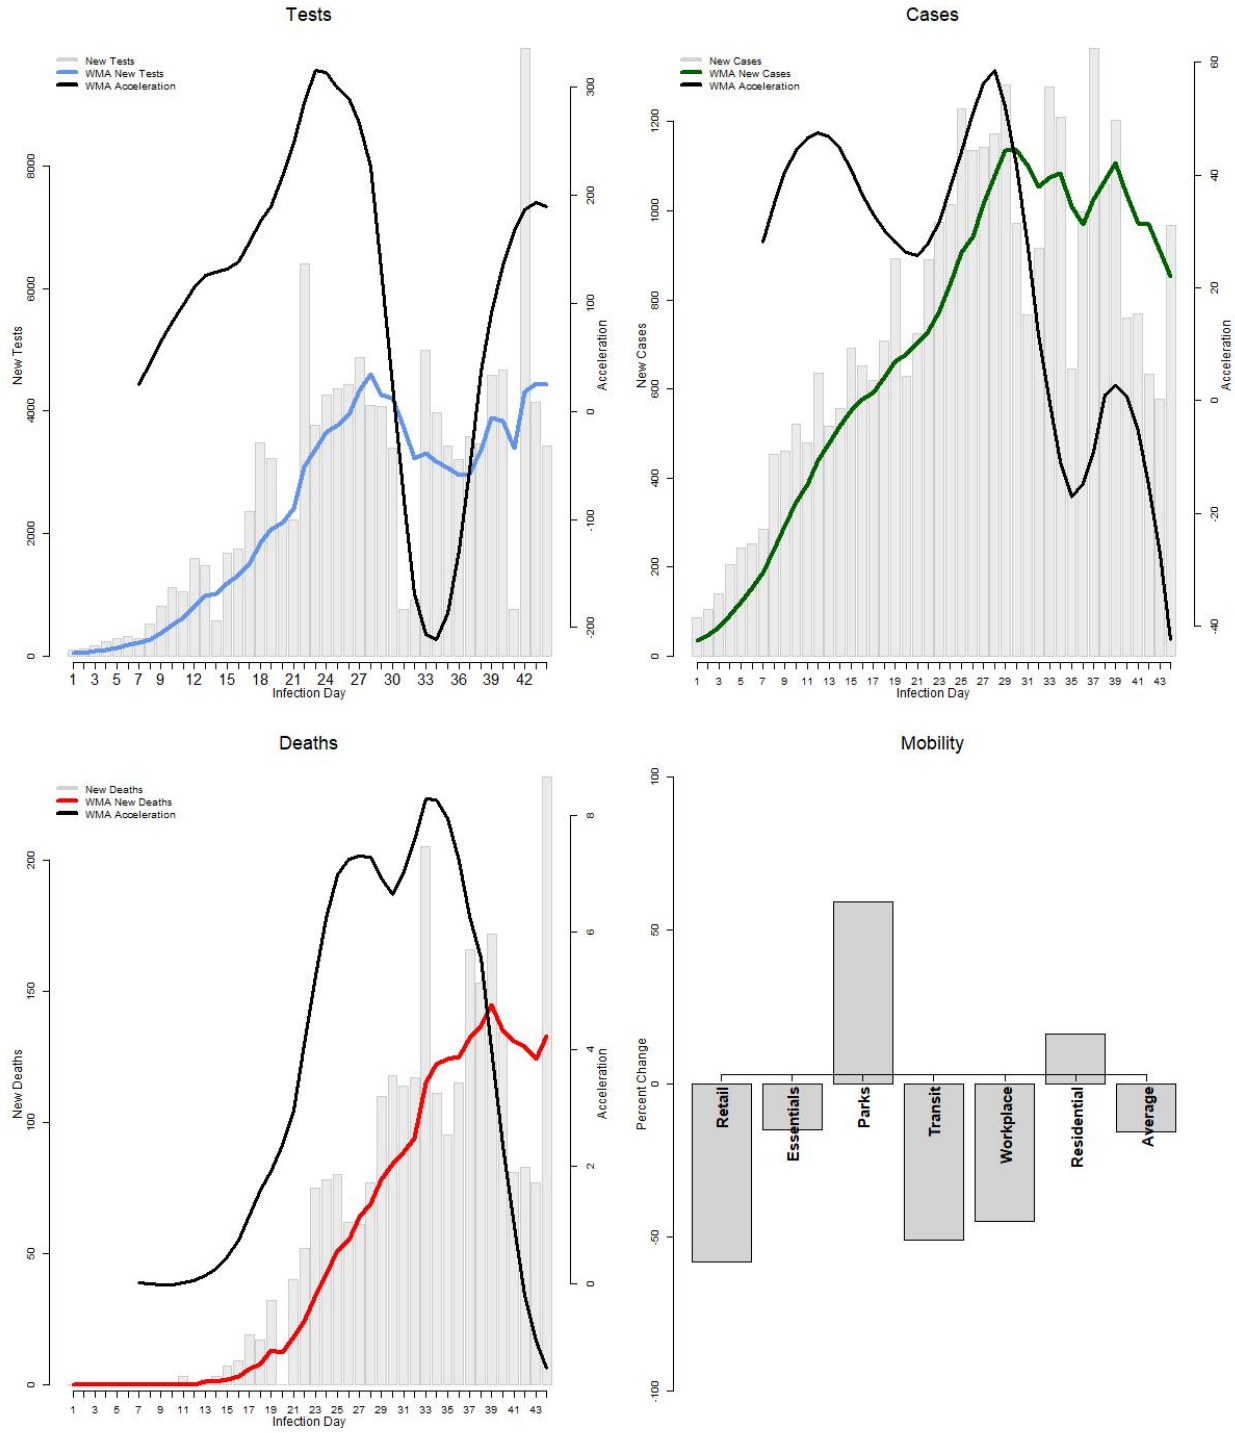 Tests
New Tests
WMA New Tests
WMA Acceleration
New Tests
0 2000 4000 6000 8000
Acceleration
-200 -100 0 100 200 300
1 3 5 7 9 12 15 18 21 24 27 30 33 36 39 42
Infection Day
Cases
New Cases
WMA New Cases
WMA Acceleration
New Cases
0 200 400 600 800 1000 1200
Acceleration
-40 -20 0 20 40 60
1 3 5 7 9 11 13 15 17 19 21 23 25 27 29 31 33 35 37 39 41 43
Infection Day
Deaths
New Deaths
WMA New Deaths
WMA Acceleration
New Deaths
0 50 100 150 200
Acceleration
0 2 4 6 8
1 3 5 7 9 11 13 15 17 19 21 23 25 27 29 31 33 35 37 39 41 43
Infection Day
Mobility
Percent Change
-100 -50 0 50 100
Retail
Essentials
Parks
Transit
Workplace
Residential
Average